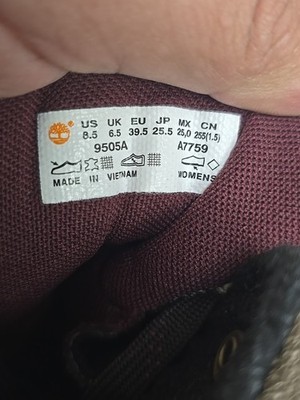 US UK EU JP MX CN
8.5 6.5 39.5 25.5 25,0 255(1.5)
9505A A7759
MADE IN VIETNAM WOMENS